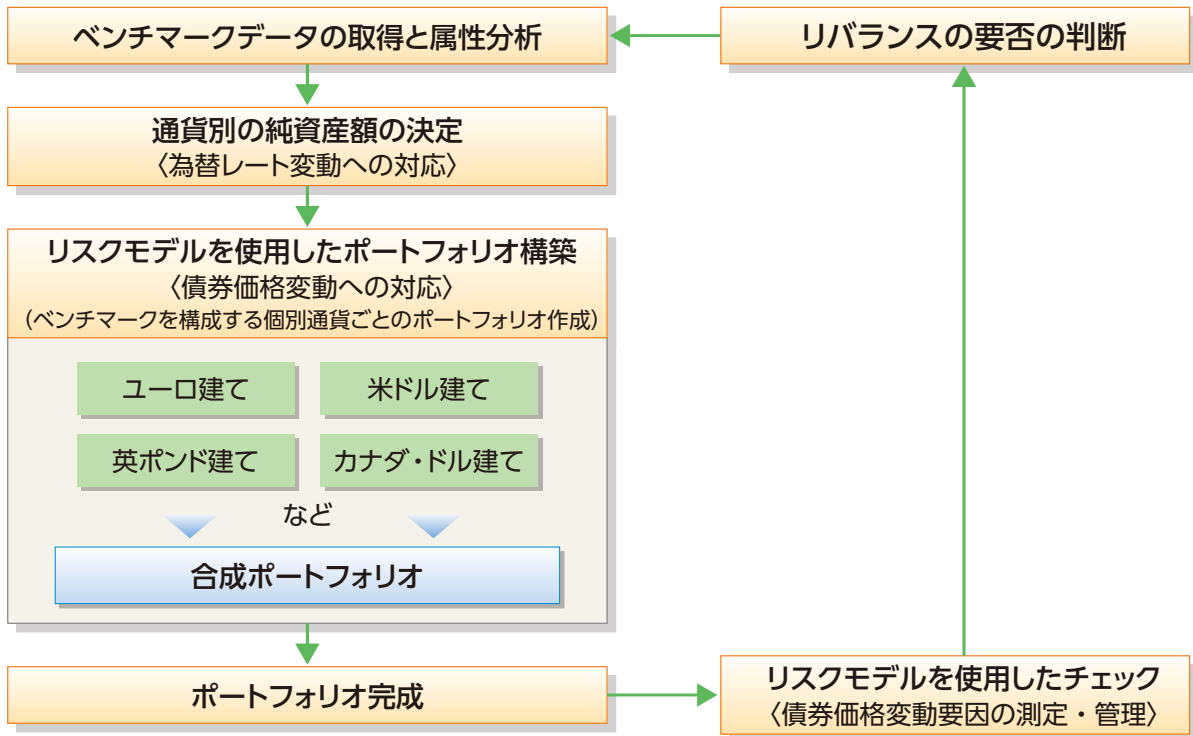 ベンチマークデータの取得と属性分析
リバランスの要否の判断
通貨別の純資産額の決定
〈為替レート変動への対応〉
リスクモデルを使用したポートフォリオ構築
〈債券価格変動への対応〉
(ベンチマークを構成する個別通貨ごとのポートフォリオ作成)
ユーロ建て
米ドル建て
英ポンド建て
カナダ・ドル建て
など
合成ポートフォリオ
ポートフォリオ完成
リスクモデルを使用したチェック
〈債券価格変動要因の測定・管理〉